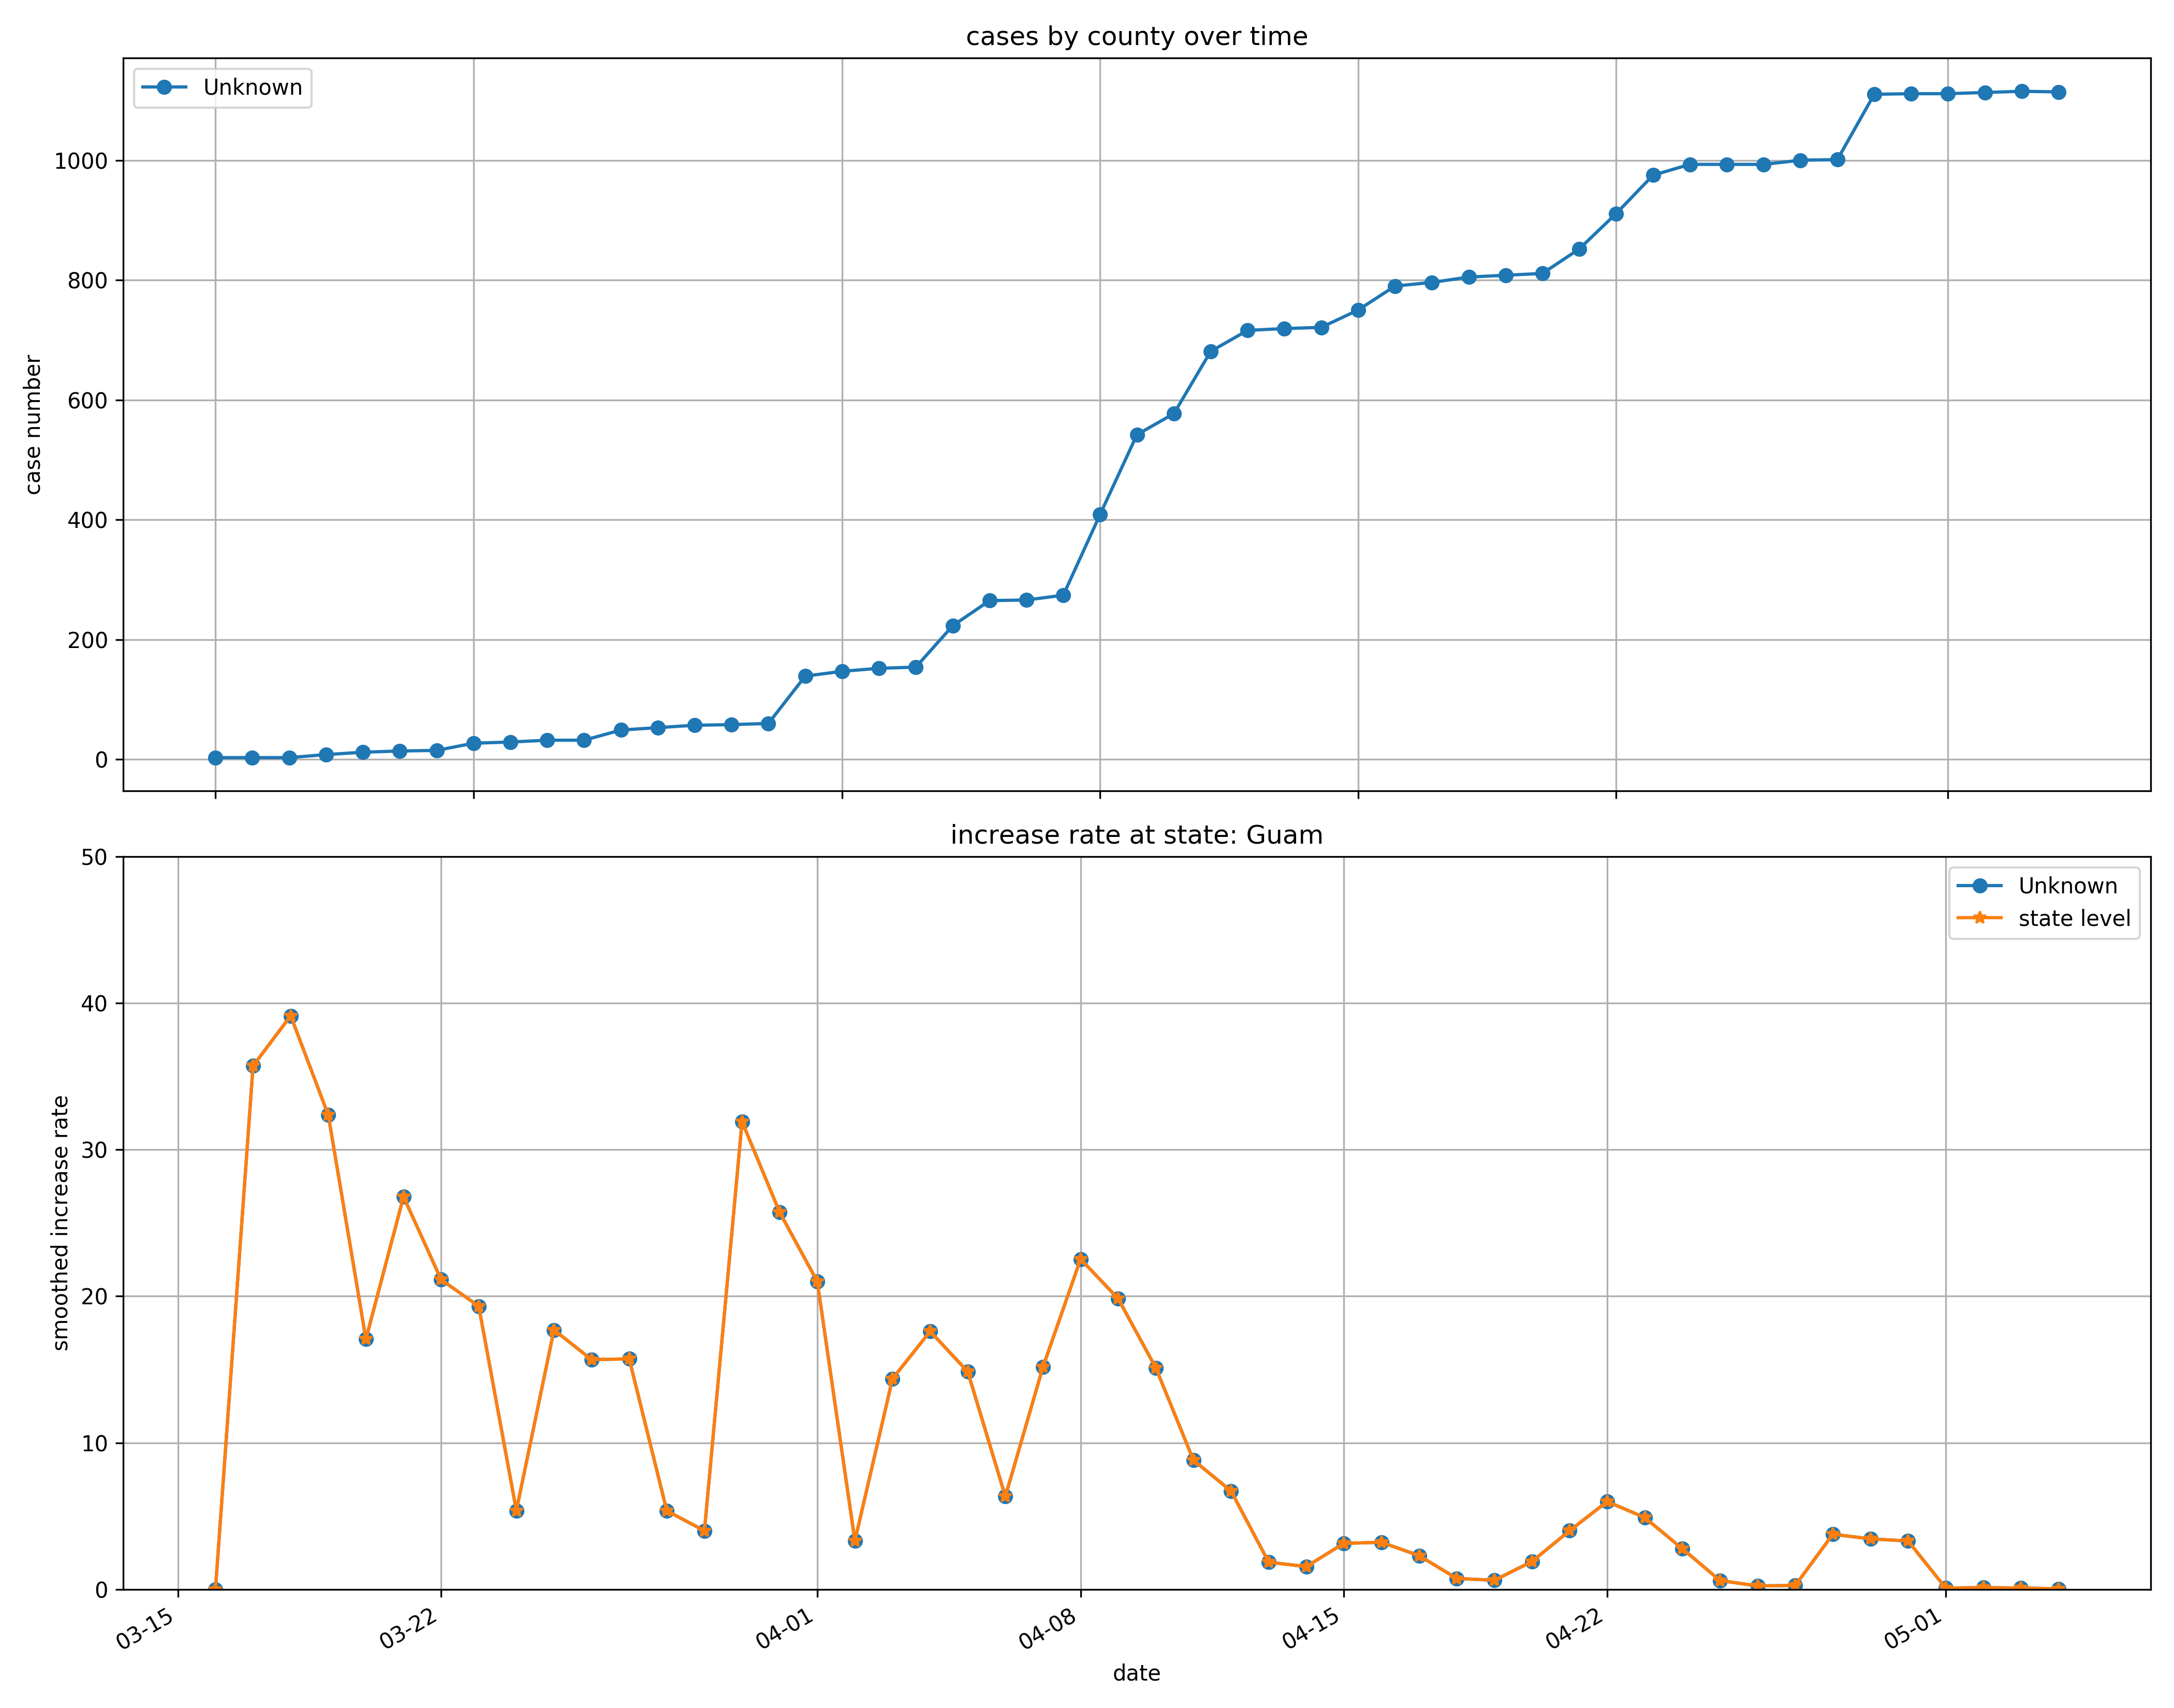 cases by county over time
Unknown
1000
800
600
400
200
0
case number
increase rate at state: Guam
Unknown
state level
50
40
30
20
10
0
smoothed increase rate
03-15 03-22 04-01 04-08 04-15 04-22 05-01
date